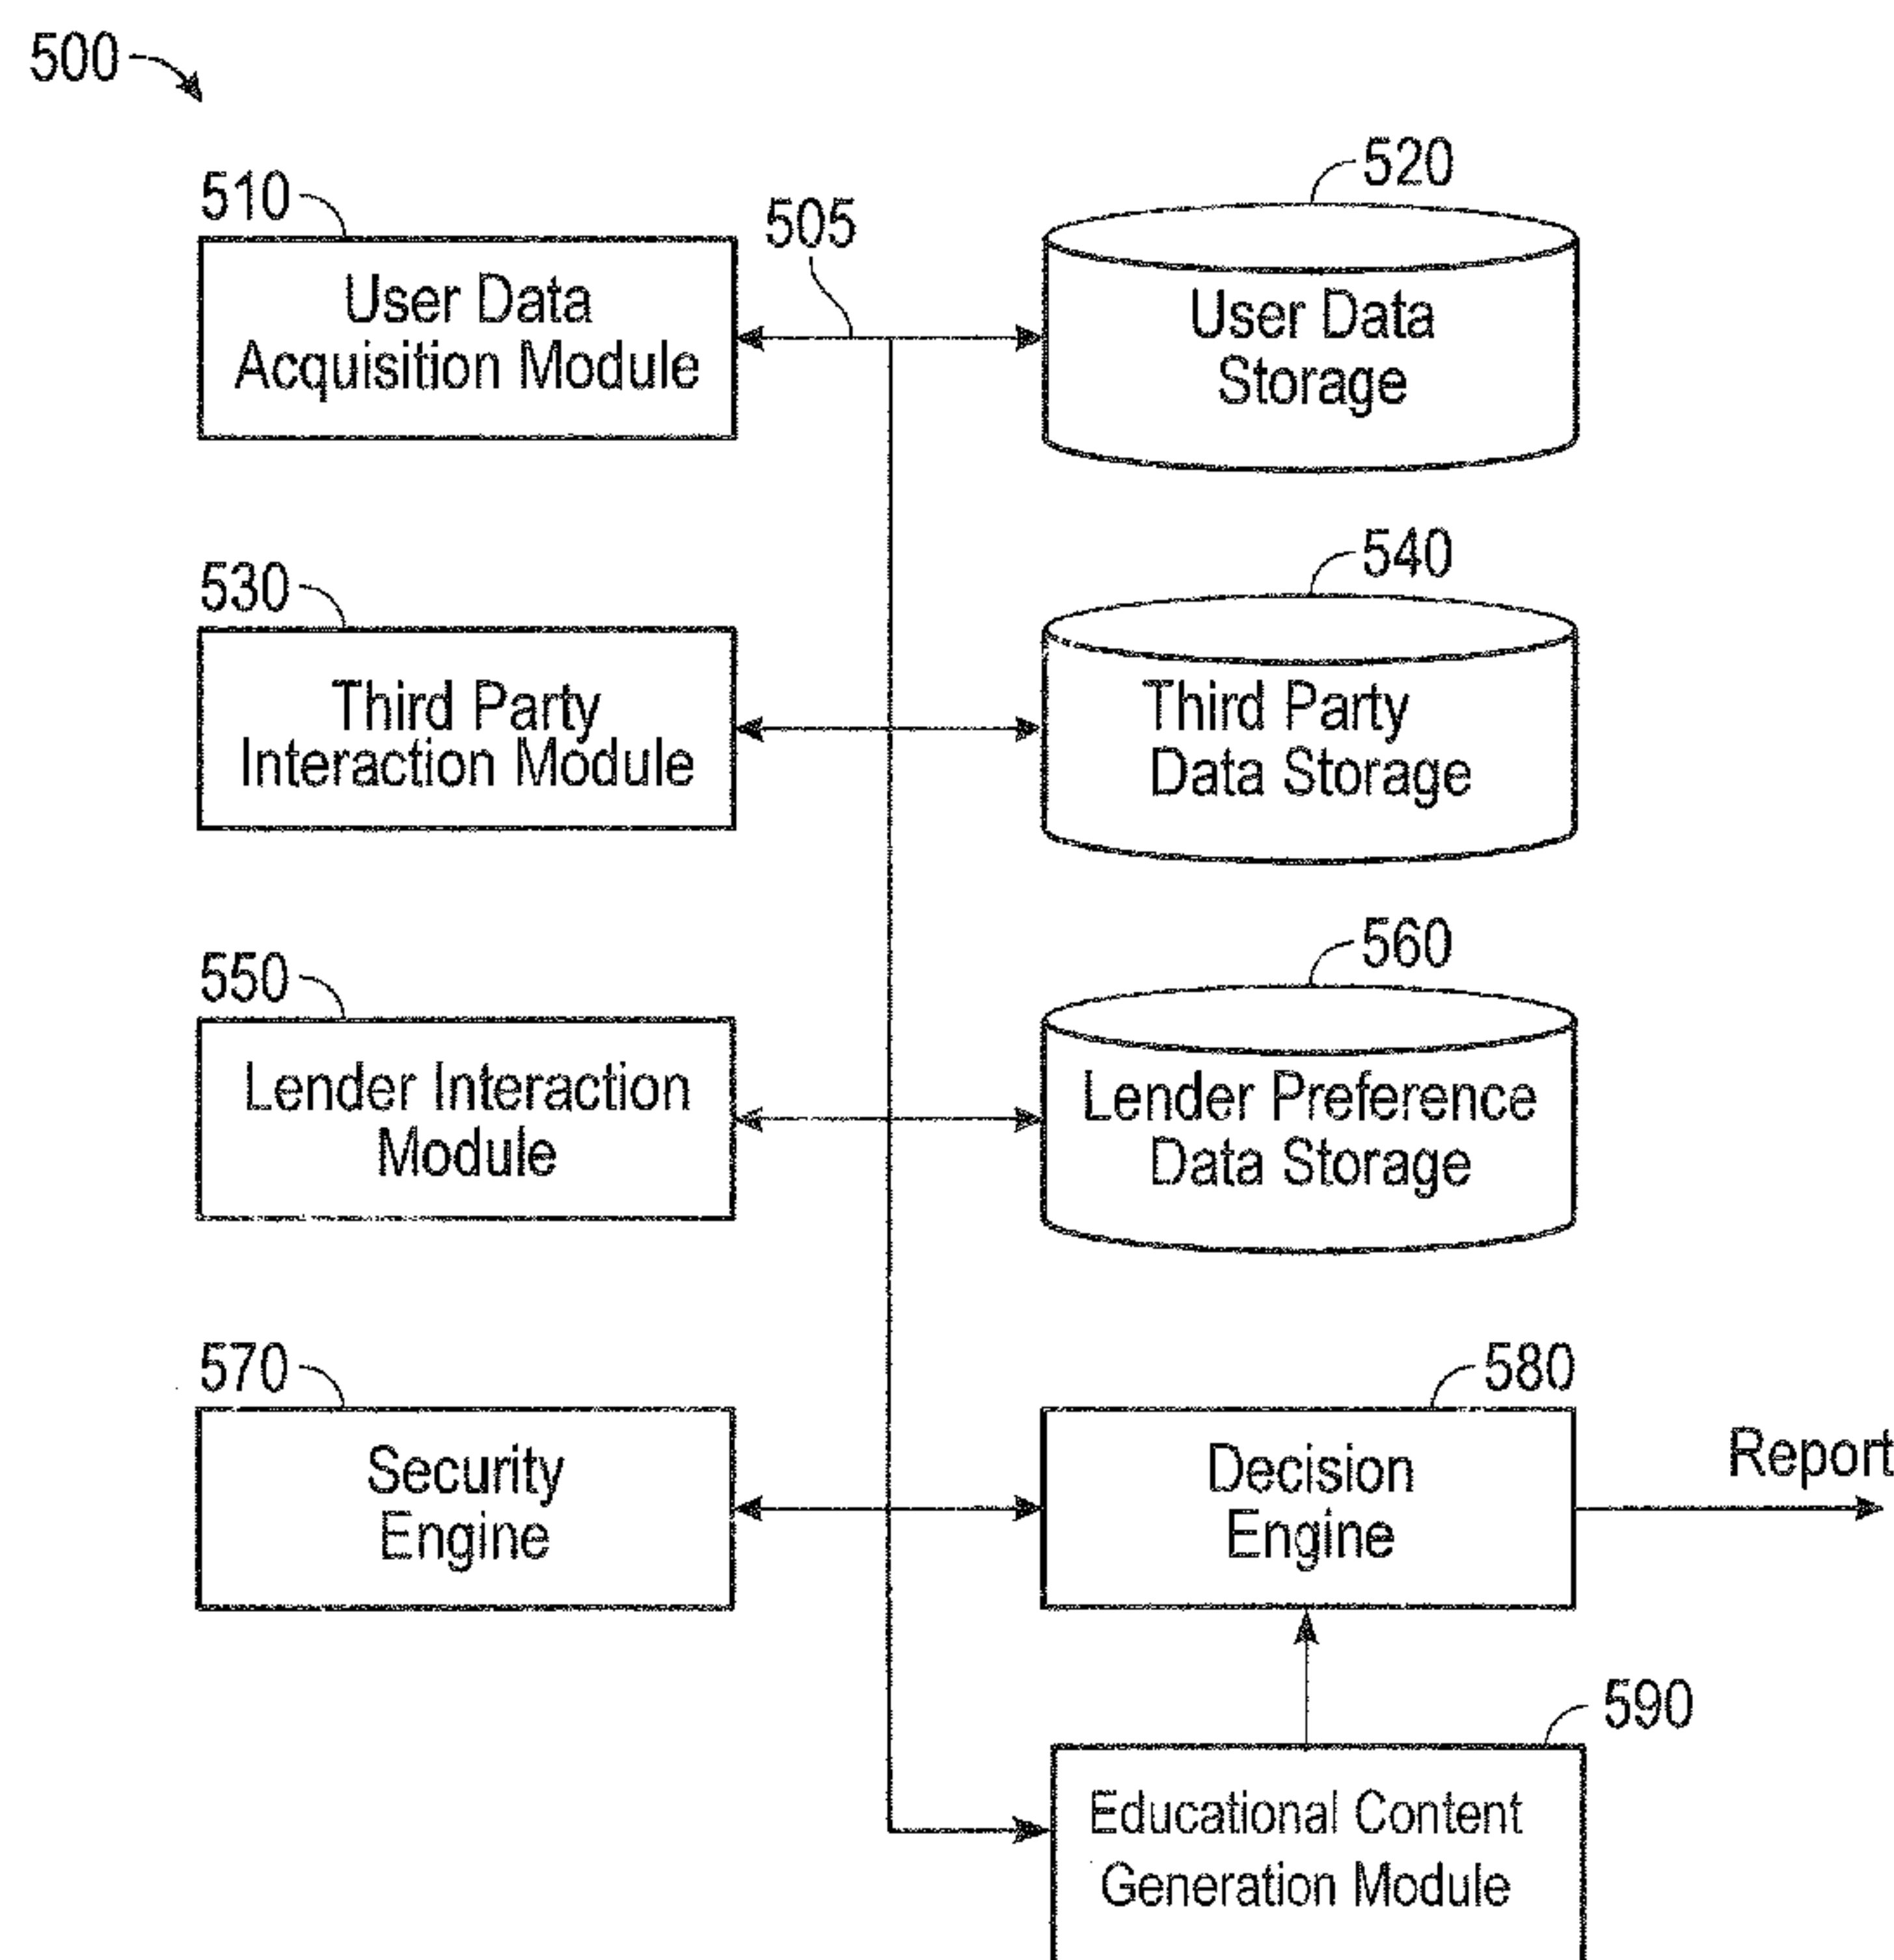 500
510
User Data
Acquisition Module
505
520
User Data
Storage
530
Third Party
Interaction Module
540
Third Party
Data Storage
550
Lender Interaction
Module
560
Lender Preference
Data Storage
570
Security
Engine
580
Decision
Engine
Report
590
Educational Content
Generation Module